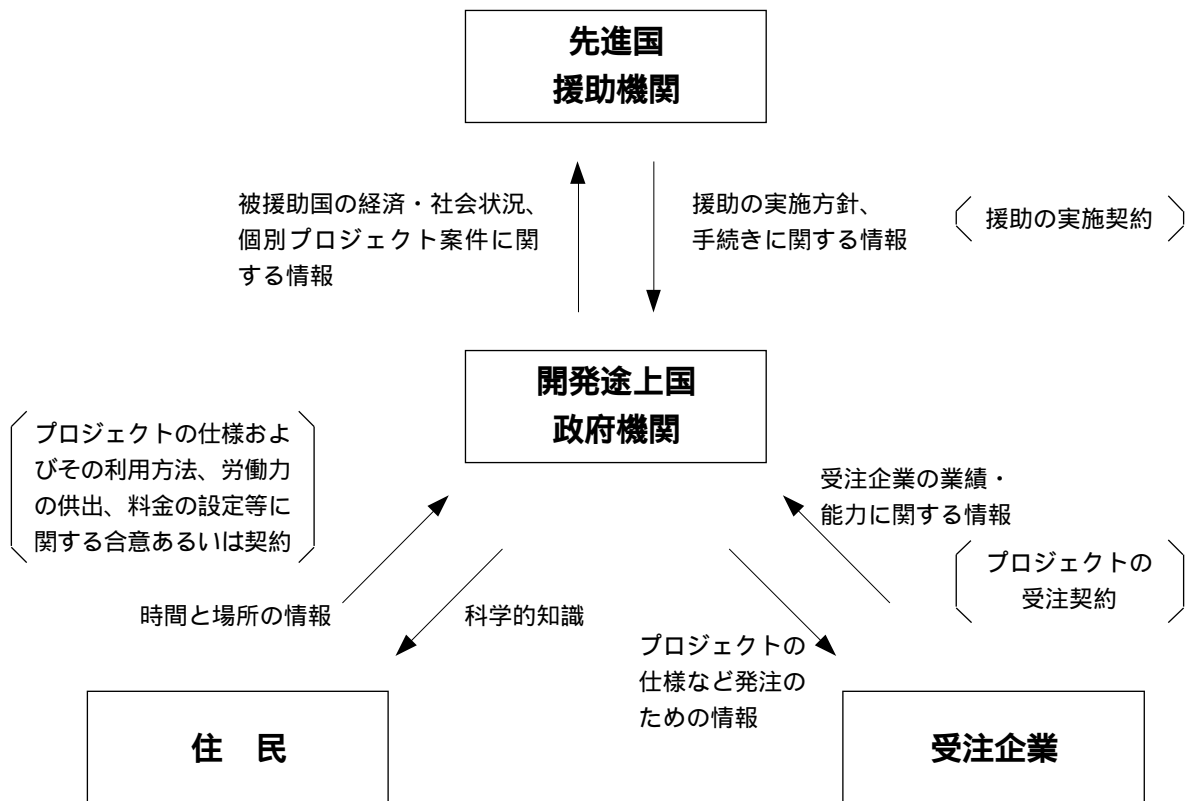 先進国
援助機関
被援助国の経済・社会状況、
個別プロジェクト案件に関
する情報
援助の実施方針、
手続きに関する情報
援助の実施契約
開発途上国
政府機関
プロジェクトの仕様およ
びその利用方法、労働力
の供出、料金の設定等に
関する合意あるいは契約
受注企業の業績・
能力に関する情報
プロジェクトの
受注契約
時間と場所の情報
科学的知識
プロジェクトの
仕様など発注の
ための情報
住　民
受注企業